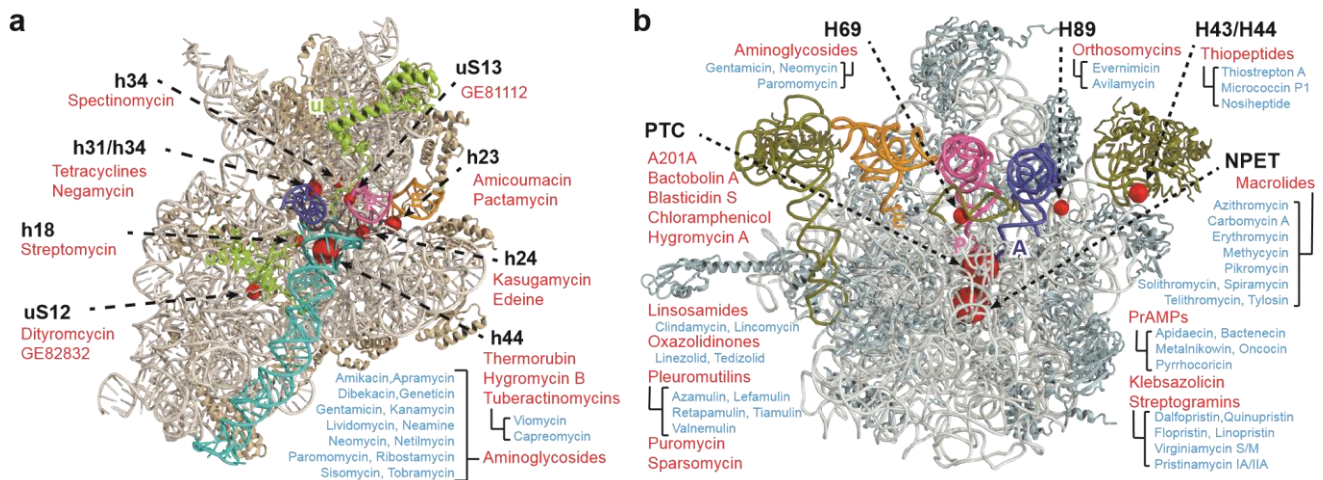 a
h34
Spectinomycin
uS13
GE81112
uS13
h31/h34
Tetracyclines
Negamycin
h23
Amicoumacin
Pactamycin
h18
Streptomycin
h24
Kasugamycin
Edeine
uS12
Dityromcycin
GE82832
h44
Thermorubin
Hygromycin B
Tuberactinomycins
Viomycin
Capreomycin
Aminoglycosides
Amikacin,Apramycin
Dibekacin,Geneticin
Gentamicin, Kanamycin
Lividomycin, Neamine
Neomycin, Netilmycin
Paromomycin, Ribostamycin
Sisomycin, Tobramycin
b
H69
Aminoglycosides
Gentamicin, Neomycin
Paromomycin
H89
Orthosomycins
Evernimicin
Avilamycin
H43/H44
Thiopeptides
Thiostrepton A
Micrococcin P1
Nosiheptide
PTC
A201A
Bactobolin A
Blasticidin S
Chloramphenicol
Hygromycin A
E
P
A
Linsosamides
Clindamycin, Lincomycih
Oxazolidinones
Linezolid, Tedizolid
Pleuromutilins
Azamulin, Lefamulin
Retapamulin, Tiamulin
Valnemulin
Puromycin
Sparsomycin
NPET
Macrolides
Azithromycin
Carbomycin A
Erythromycin
Methycycin
Pikromycin
Solithromycin, Spiramycin
Telithromycin, Tylosin
PrAMPs
Apidaecin, Bactenecin
Metalnikowin, Oncocin
Pyrrhocoricin
Klebsazolicin
Streptogramins
Dalfopristin,Quinupristin
Flopristin, Linopristin
Virginiamycin S/M
Pristinamycin IA/IIA